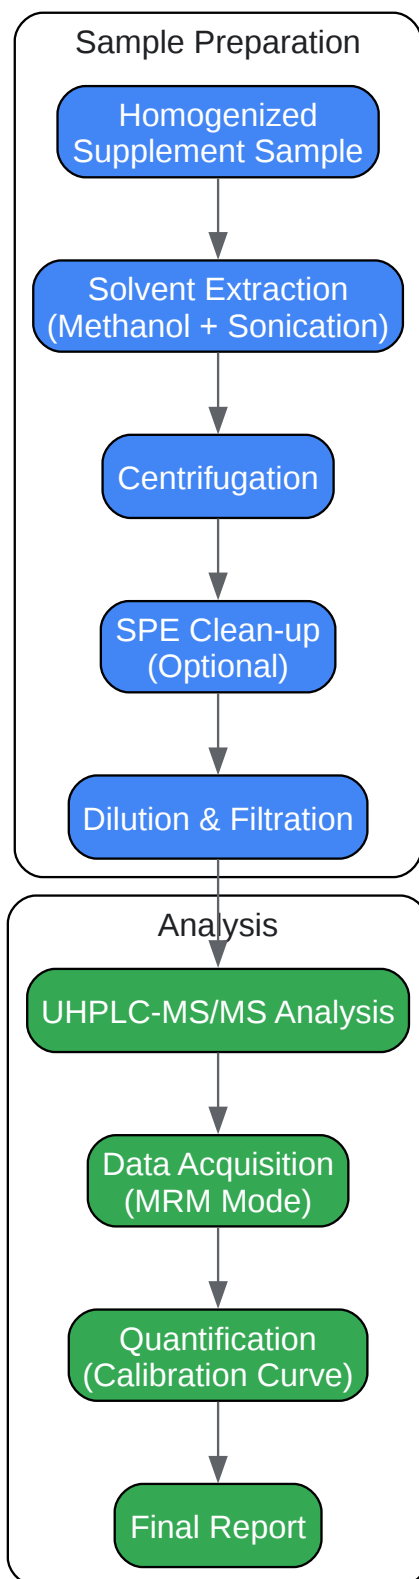 Sample Preparation
Homogenized
Supplement Sample
Solvent Extraction
(Methanol + Sonication)
Centrifugation
SPE Clean-up
(Optional)
Dilution & Filtration
Analysis
UHPLC-MS/MS Analysis
Data Acquisition
(MRM Mode)
Quantification
(Calibration Curve)
Final Report